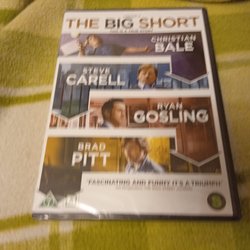 THE BIG SHORT
CHRISTIAN
BALE
STEVE
CARELL
RYAN
GOSLING
BRAD
PITT
FASCINATING AND FUNNY IT'S A TRIUMPH!